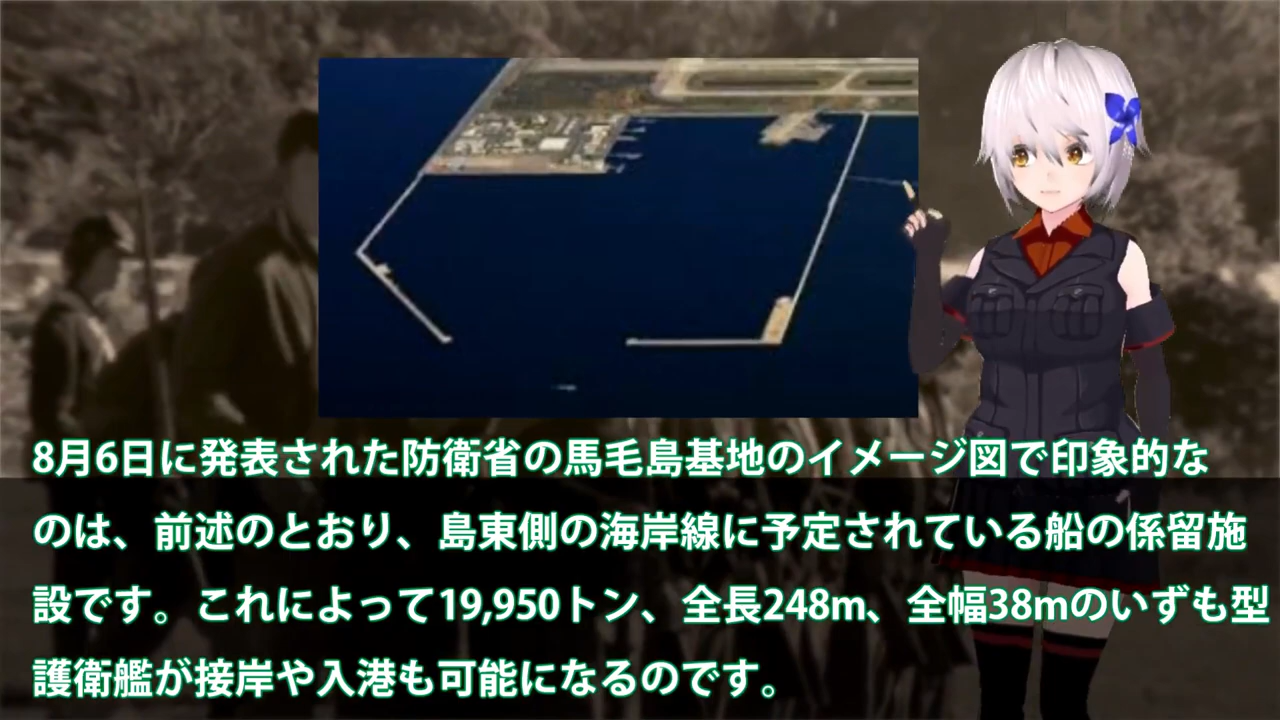 8月6日に発表された防衛省の馬毛島基地のイメージ図で印象的な
のは、前述のとおり、島東側の海岸線に予定されている船の係留施
設です。これによって19,950トン、全長248m、全幅38mのいずも型
護衛艦が接岸や入港も可能になるのです。